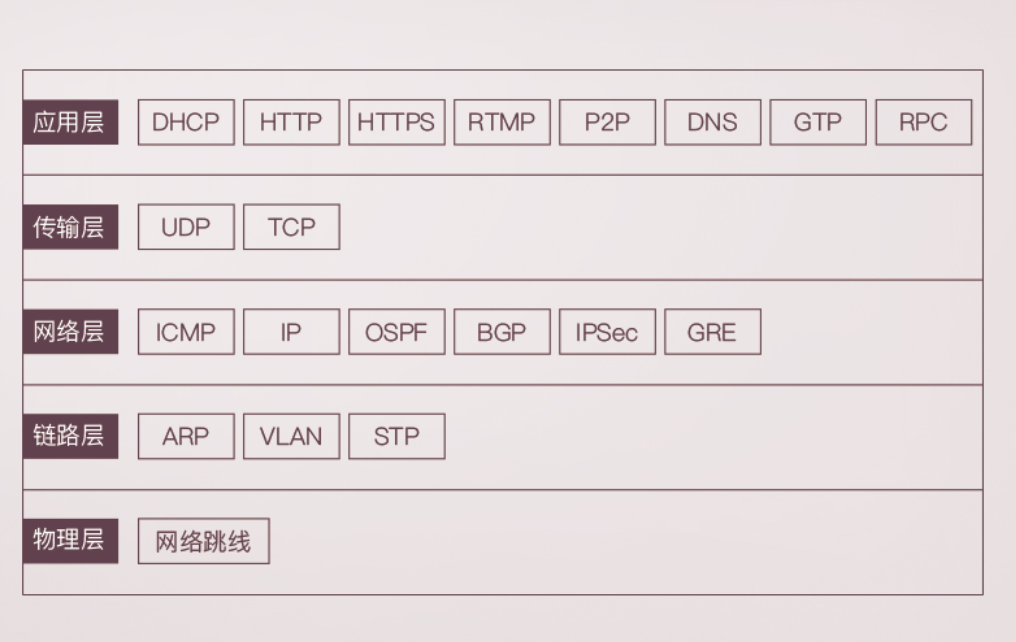 应用层 DHCP HTTP HTTPS RTMP P2P DNS GTP RPC
传输层 UDP TCP
网络层 ICMP IP OSPF BGP IPSec GRE
链路层 ARP VLAN STP
物理层 网络跳线